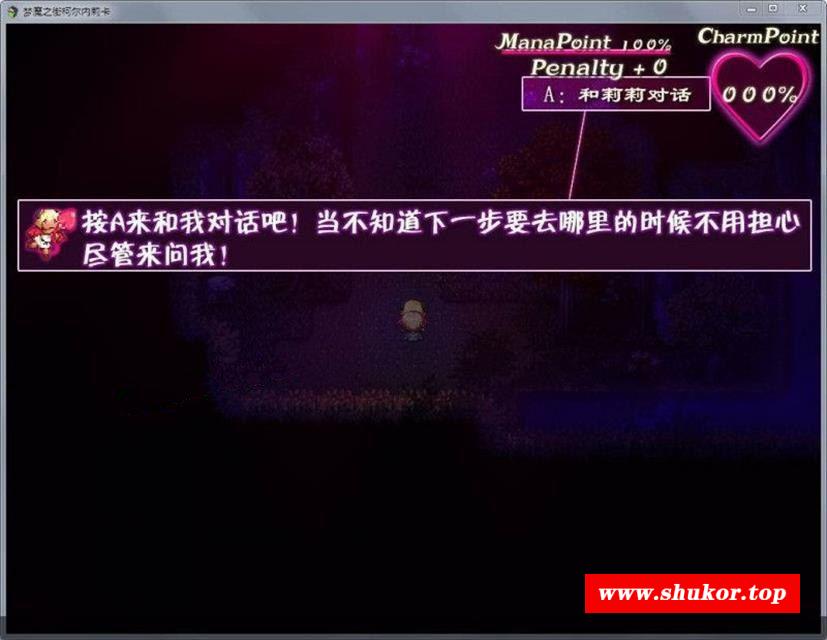 梦魔之街柯尔内莉卡
ManaPoint 100%
CharmPoint
Penalty + 0
000%
A: 和莉莉对话
按A来和我对话吧！当不知道下一步要去哪里的时候不用担心
尽管来问我！
www.shukor.top